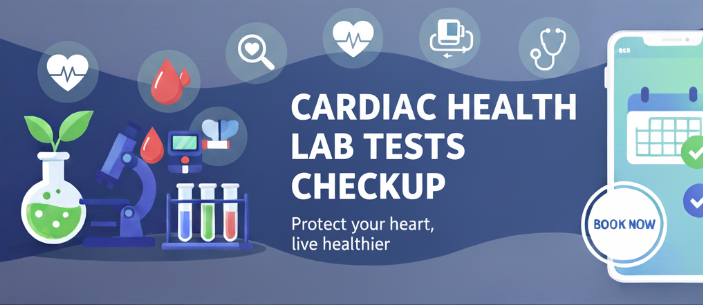 CARDIAC HEALTH
LAB TESTS
CHECKUP
Protect your heart,
live healthier
BOOK NOW